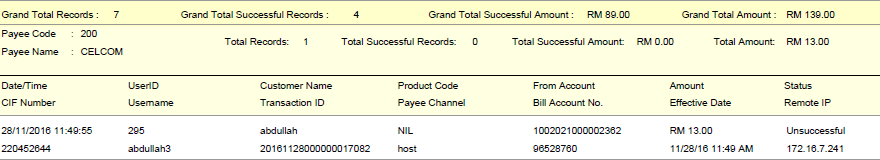 Grand Total Records : 7 Grand Total Successful Records : 4 Grand Total Successful Amount : RM 89.00 Grand Total Amount : RM 139.00
Payee Code : 200
Total Records: 1 Total Successful Records: 0 Total Successful Amount: RM 0.00 Total Amount: RM 13.00
Payee Name : CELCOM
Date/Time UserID Customer Name Product Code From Account Amount Status
CIF Number Username Transaction ID Payee Channel Bill Account No. Effective Date Remote IP
28/11/2016 11:49:55 295 abdullah NIL 1002021000002362 RM 13.00 Unsuccessful
220452644 abdullah3 20161128000000017082 host 96528760 11/28/16 11:49 AM 172.16.7.241